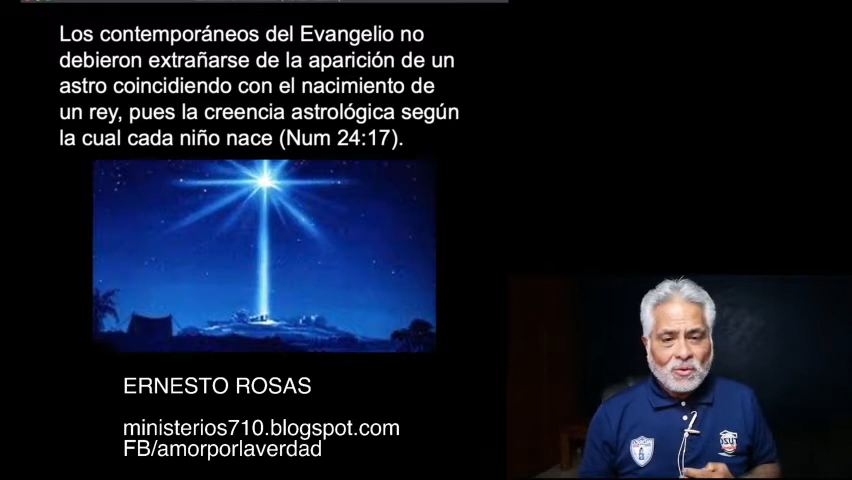 Los contemporáneos del Evangelio no
debieron extrañarse de la aparición de un
astro coincidiendo con el nacimiento de
un rey, pues la creencia astrológica según
la cual cada niño nace (Num 24:17).
ERNESTO ROSAS
ministerios710.blogspot.com
FB/amorporlaverdad